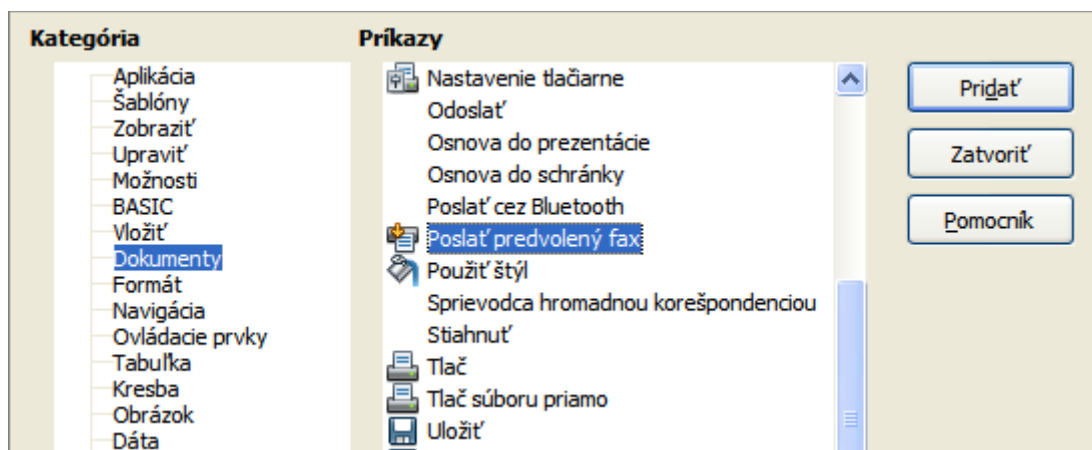 Kategória
Aplikácia
Šablóny
Zobraziť
Upraviť
Možnosti
BASIC
Vložiť
Dokumenty
Formát
Navigácia
Ovládacie prvky
Tabuľka
Kresba
Obrázok
Dáta
Príkazy
Nastavenie tlačiarne
Odoslať
Osnova do prezentácie
Osnova do schránky
Poslať cez Bluetooth
Poslať predvolený fax
Použiť štýl
Sprievodca hromadnou korešpondenciou
Stiahnuť
Tlač
Tlač súboru priamo
Uložiť
Pridať
Zatvoriť
Pomocník